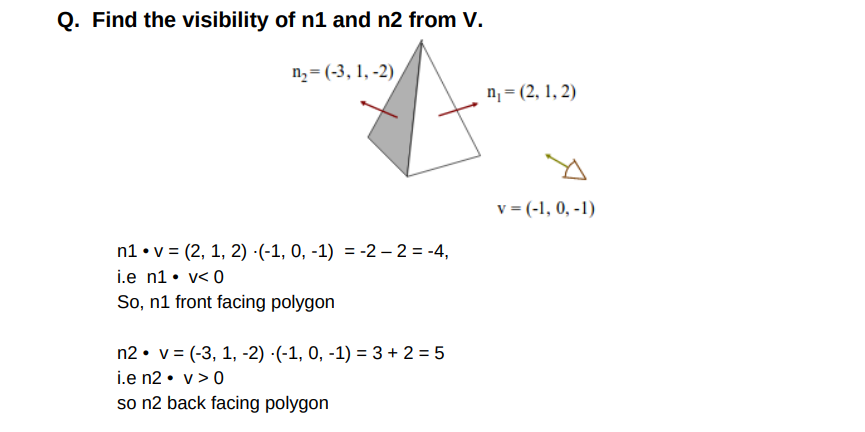 Q. Find the visibility of n1 and n2 from V.
n₂= (-3, 1, -2)
n₁= (2, 1, 2)
v = (-1, 0, -1)
n1 • v = (2, 1, 2) ·(-1, 0, -1) = -2 – 2 = -4,
i.e n1 • v< 0
So, n1 front facing polygon
n2 • v = (-3, 1, -2) ·(-1, 0, -1) = 3 + 2 = 5
i.e n2 • v > 0
so n2 back facing polygon